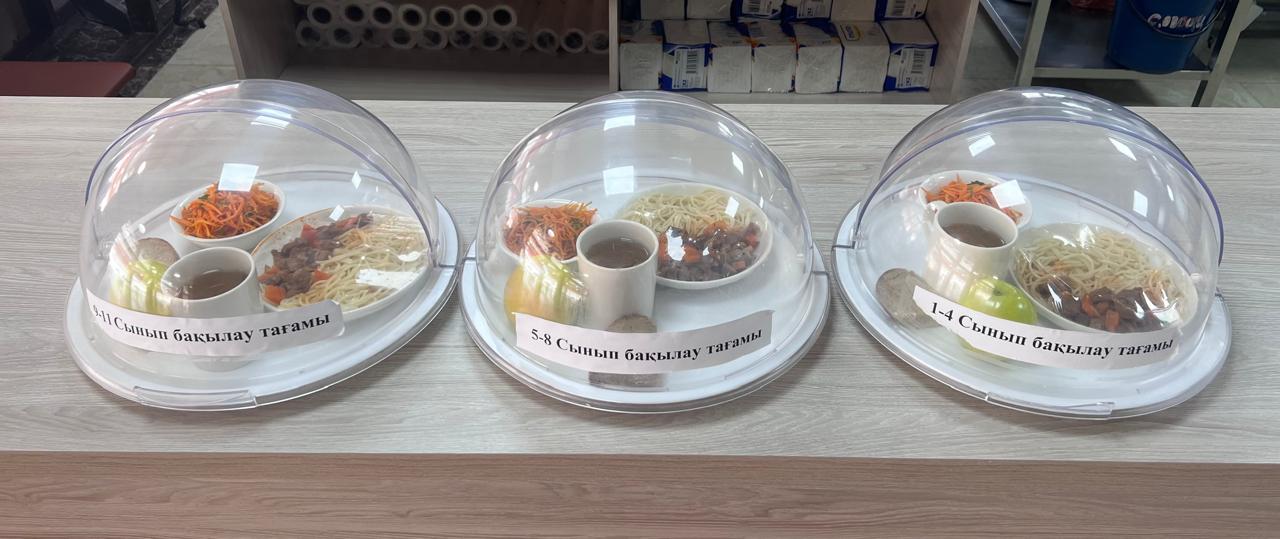 9-11 Сынып бақылау тағамы
5-8 Сынып бақылау тағамы
1-4 Сынып бақылау тағамы